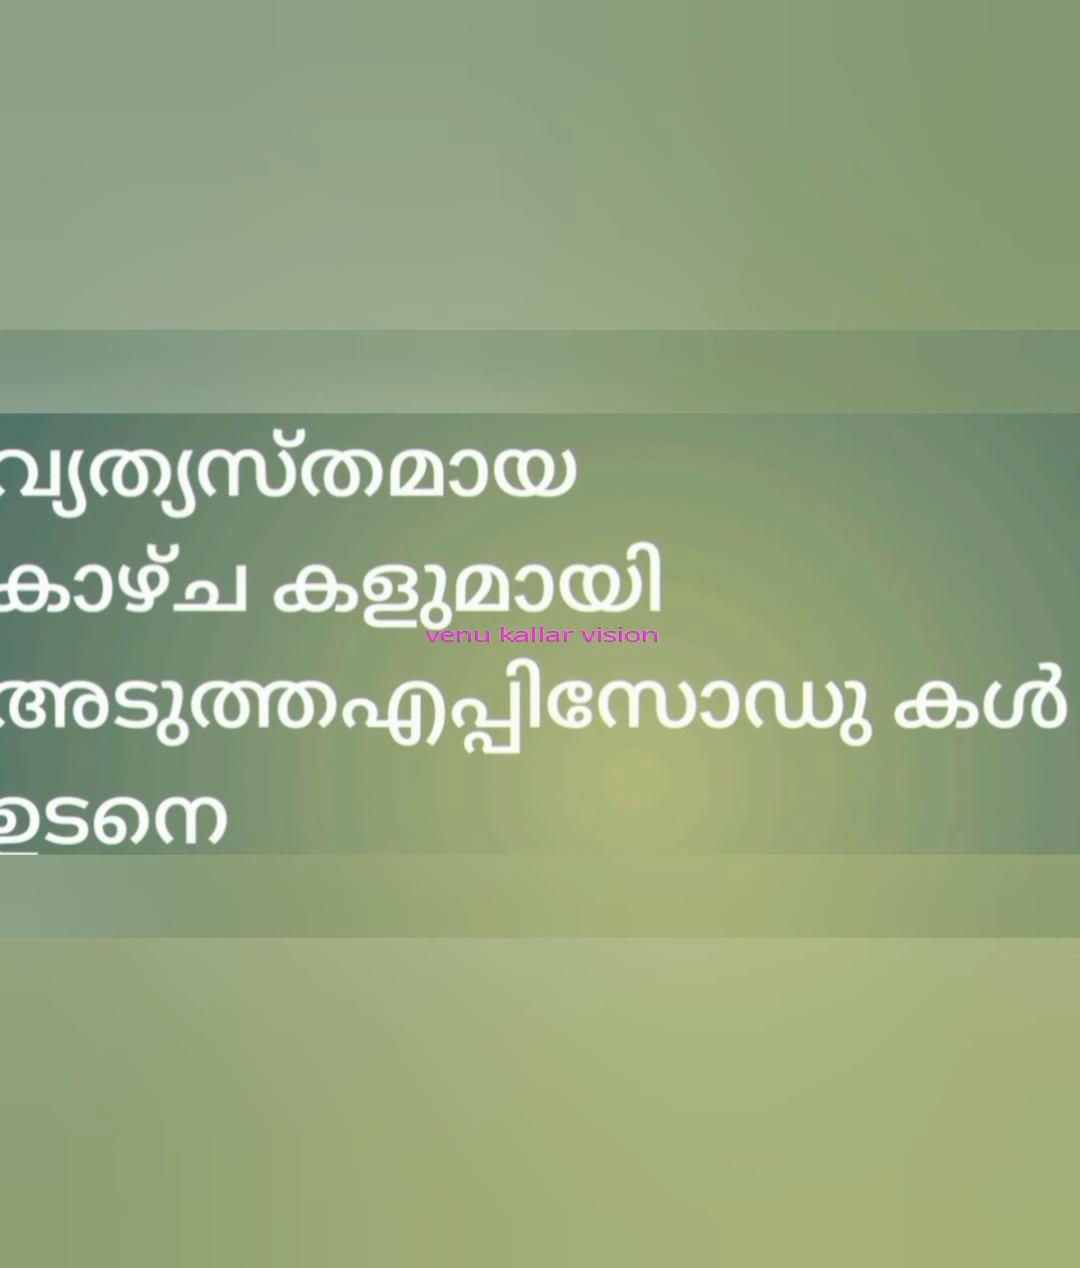 വ്യത്യസ്തമായ
കാഴ്ച കളുമായി
venu kallar vision
അടുത്തഎപ്പിസോഡു കൾ
ഉടനെ